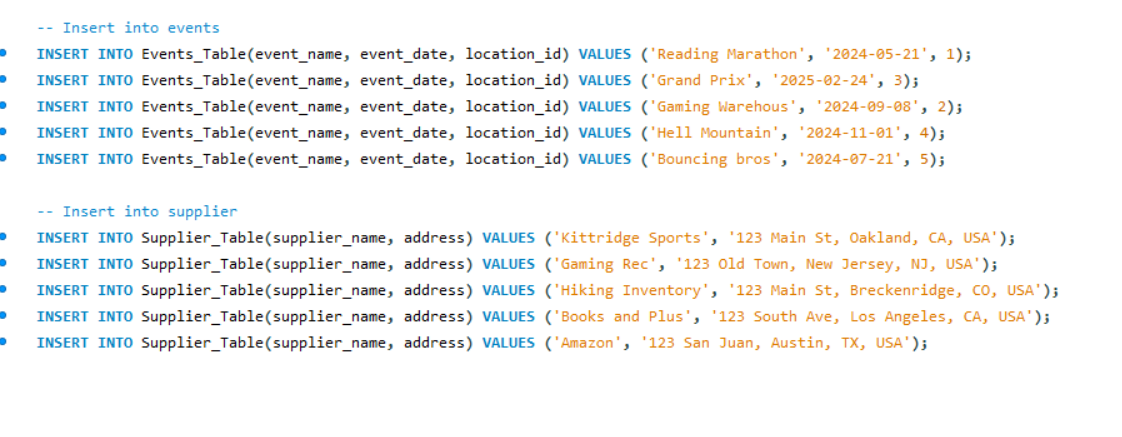 -- Insert into events
INSERT INTO Events_Table(event_name, event_date, location_id) VALUES ('Reading Marathon', '2024-05-21', 1);
INSERT INTO Events_Table(event_name, event_date, location_id) VALUES ('Grand Prix', '2025-02-24', 3);
INSERT INTO Events_Table(event_name, event_date, location_id) VALUES ('Gaming Warehous', '2024-09-08', 2);
INSERT INTO Events_Table(event_name, event_date, location_id) VALUES ('Hell Mountain', '2024-11-01', 4);
INSERT INTO Events_Table(event_name, event_date, location_id) VALUES ('Bouncing bros', '2024-07-21', 5);
-- Insert into supplier
INSERT INTO Supplier_Table(supplier_name, address) VALUES ('Kittridge Sports', '123 Main St, Oakland, CA, USA');
INSERT INTO Supplier_Table(supplier_name, address) VALUES ('Gaming Rec', '123 Old Town, New Jersey, NJ, USA');
INSERT INTO Supplier_Table(supplier_name, address) VALUES ('Hiking Inventory', '123 Main St, Breckenridge, CO, USA');
INSERT INTO Supplier_Table(supplier_name, address) VALUES ('Books and Plus', '123 South Ave, Los Angeles, CA, USA');
INSERT INTO Supplier_Table(supplier_name, address) VALUES ('Amazon', '123 San Juan, Austin, TX, USA');